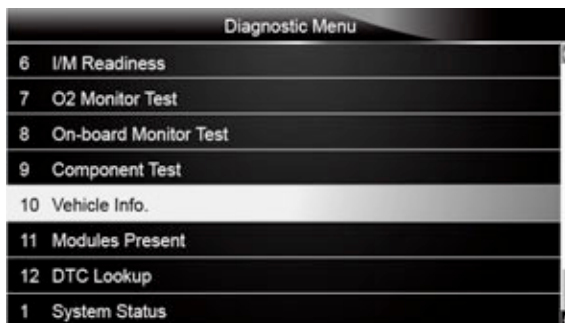 Diagnostic Menu
6 I/M Readiness
7 O2 Monitor Test
8 On-board Monitor Test
9 Component Test
10 Vehicle Info.
11 Modules Present
12 DTC Lookup
1 System Status